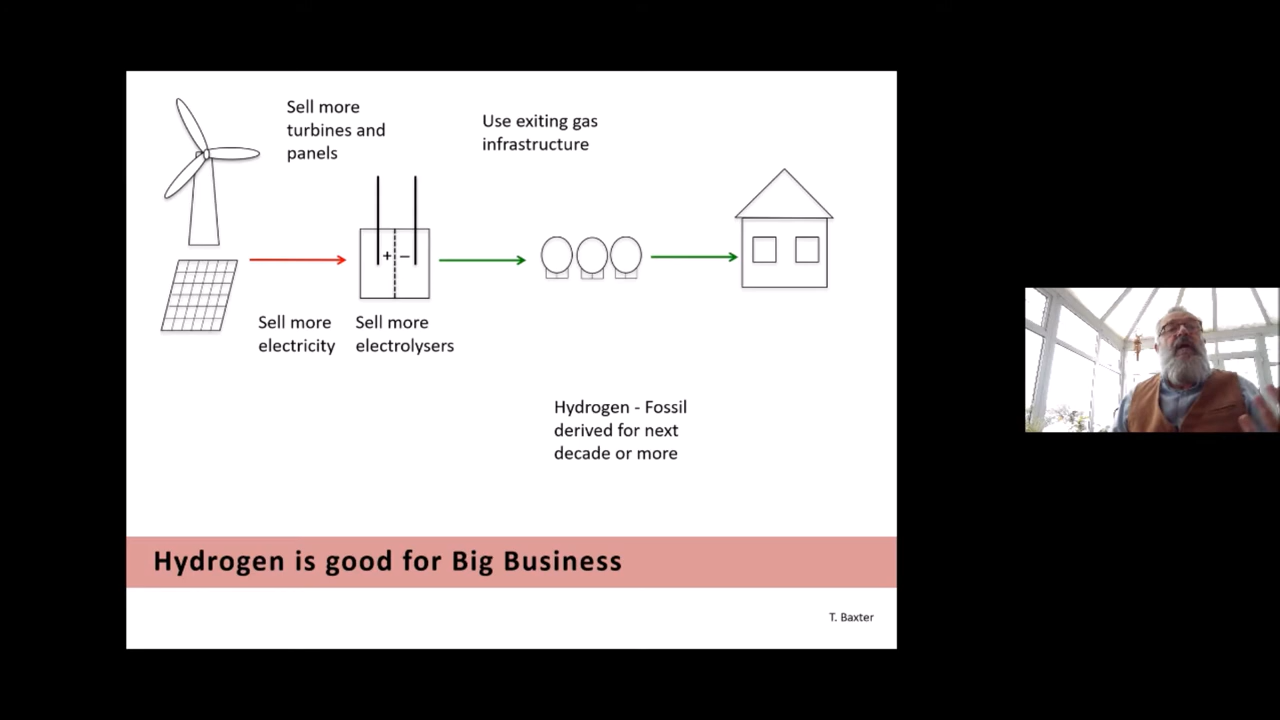 Sell more
turbines and
panels
Use exiting gas
infrastructure
+ –
Sell more
electricity
Sell more
electrolysers
Hydrogen - Fossil
derived for next
decade or more
Hydrogen is good for Big Business
T. Baxter